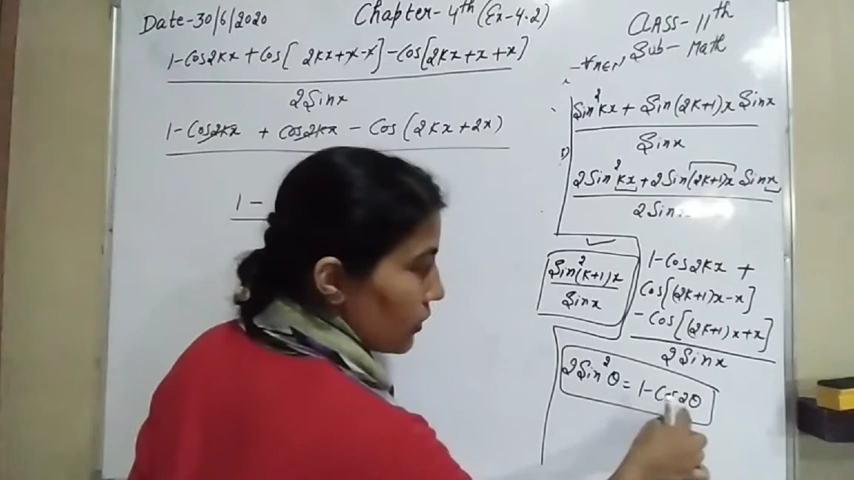 Date-30/6/2020
Chapter-4th (Ex-4.2)
CLASS-11th
Sub-Math
1-Cos2Kx+Cos[2Kx+x-x]-Cos[2Kx+x+x]
2Sinx
1-Cos2Kx + Cos2Kx - Cos(2Kx+2x)
1-
∀nEN
Sin²Kx + Sin(2K+1)x Sinx
Sinx
2Sin²Kx+2Sin(2K+1)x Sinx
2Sinx
Sin²(K+1)x
Sinx
1-Cos2Kx +
Cos[(2K+1)x-x]
-Cos[(2K+1)x+x]
2Sinx
2Sin²θ = 1-Cos2θ